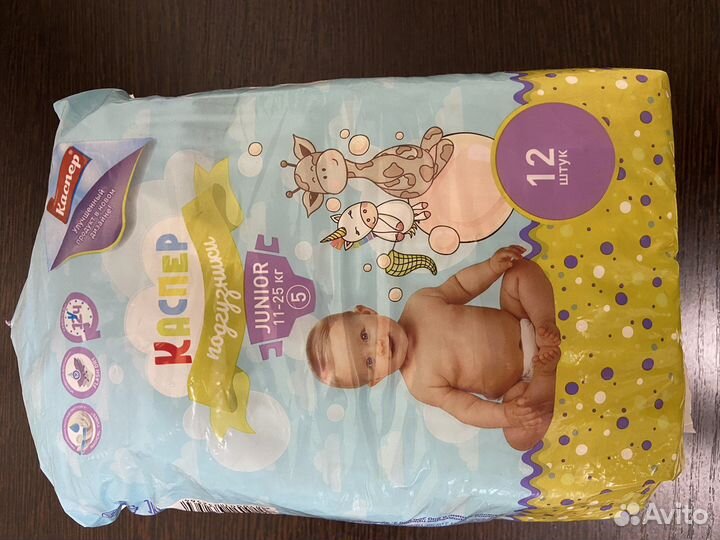 Каспер
Улучшенный
продукт в новом
дизайне!
КАСПЕР
подгузники
JUNIOR
11-25 КГ
5
12
штук
Avito